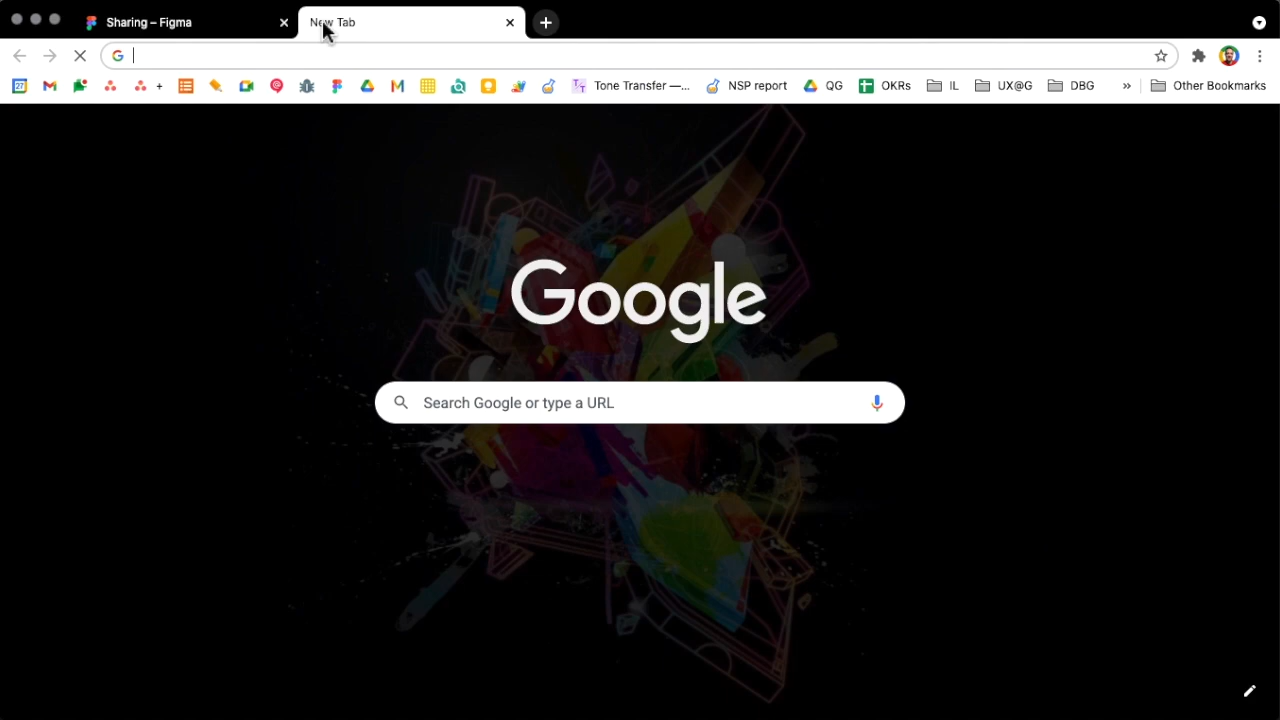 Sharing – Figma
New Tab
27
+
Tone Transfer —...
NSP report
QG
OKRs
IL
UX@G
DBG
»
Other Bookmarks
Google
Search Google or type a URL